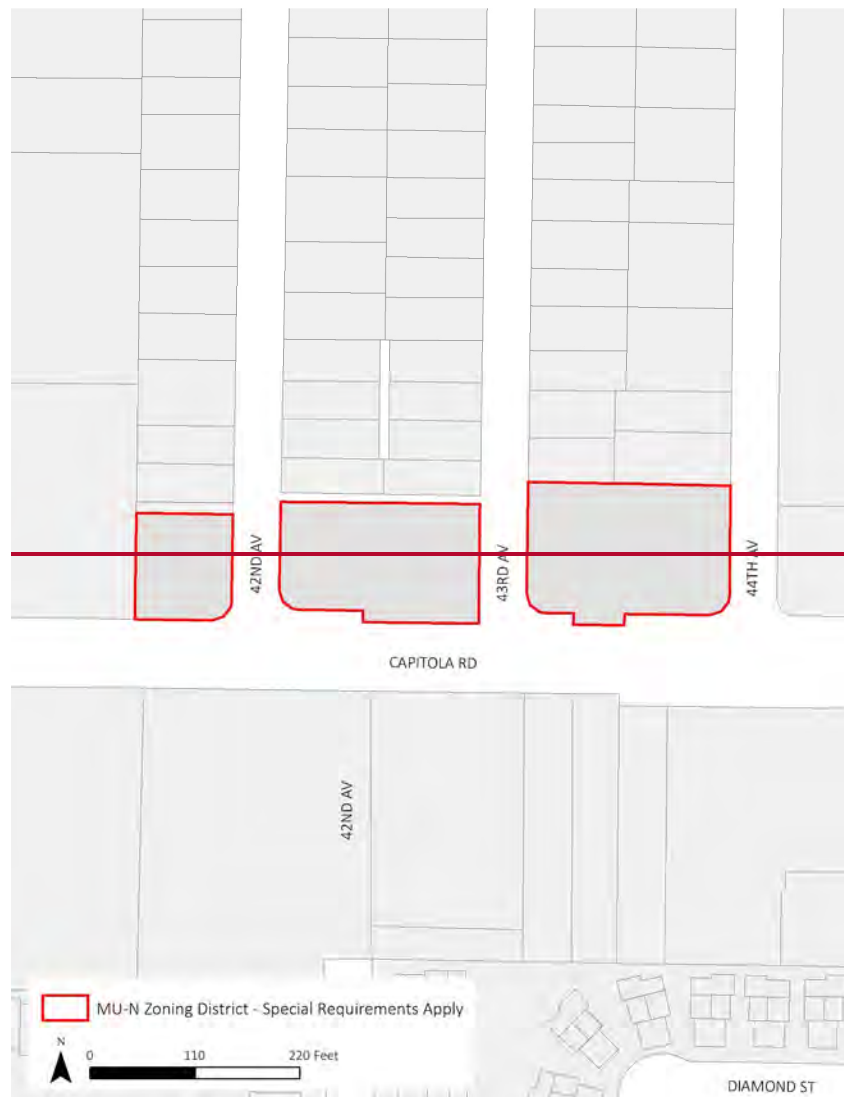 42ND AV
43RD AV
44TH AV
CAPITOLA RD
42ND AV
MU-N Zoning District - Special Requirements Apply
N
0 110 220 Feet
DIAMOND ST